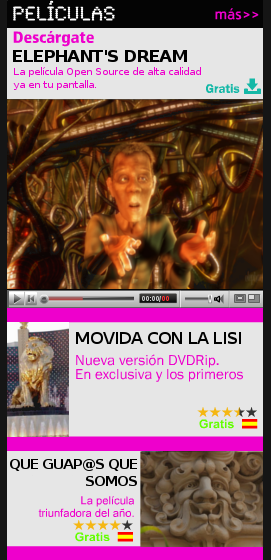 PELÍCULAS más>>
Descárgate
ELEPHANT'S DREAM
La película Open Source de alta calidad
ya en tu pantalla.
Gratis
00:00/00
MOVIDA CON LA LISI
Nueva versión DVDRip.
En exclusiva y los primeros
Gratis
QUE GUAP@S QUE
SOMOS
La película
triunfadora del año.
Gratis